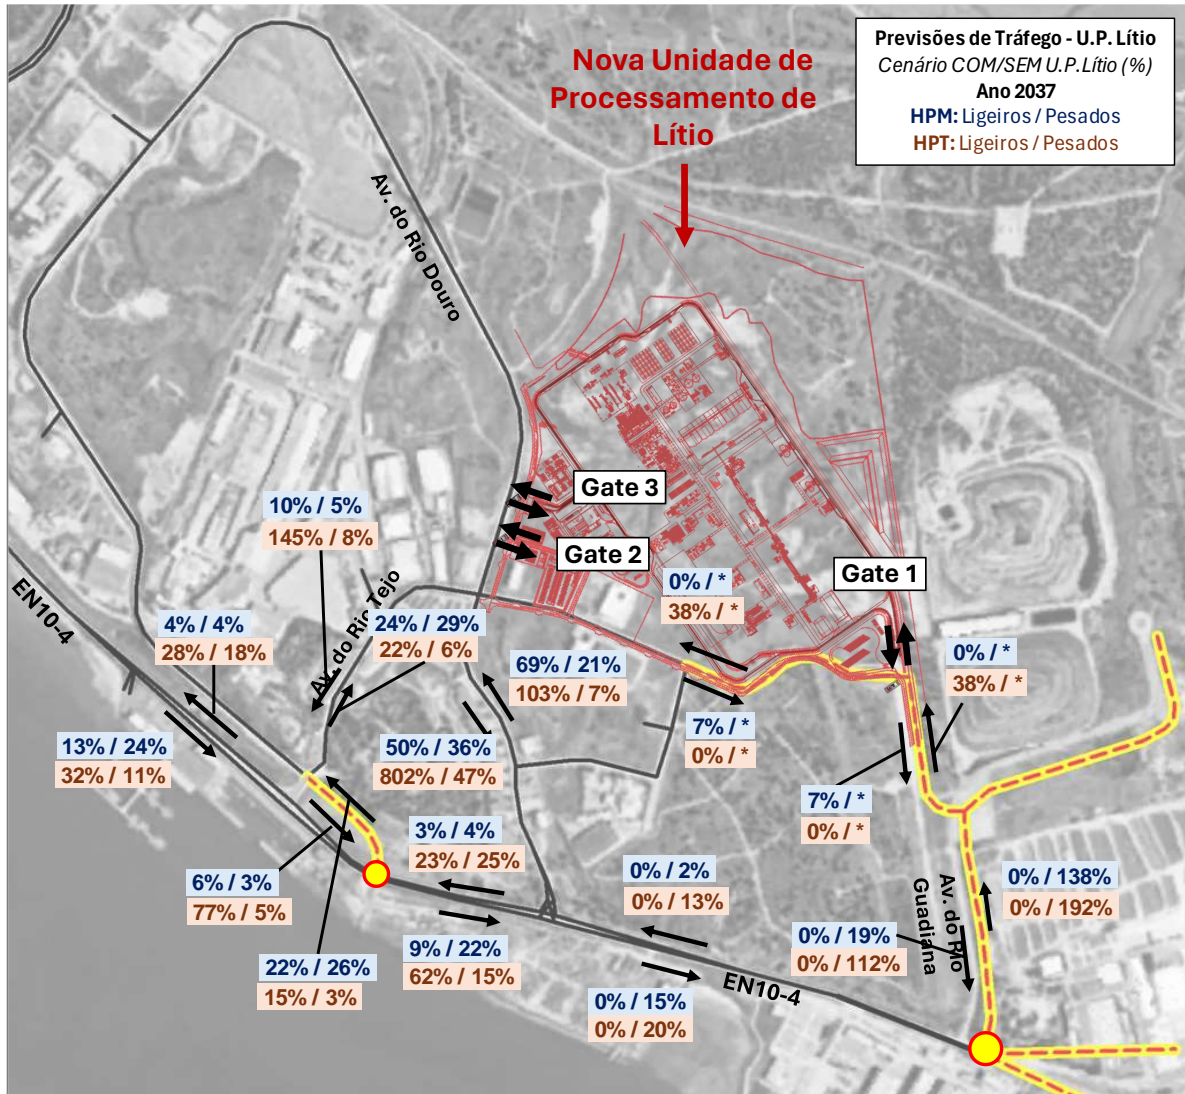 Previsões de Tráfego - U.P. Lítio
Cenário COM/SEM U.P.Lítio (%)
Ano 2037
HPM: Ligeiros / Pesados
HPT: Ligeiros / Pesados
Nova Unidade de
Processamento de
Lítio
Av. do Rio Douro
Gate 3
Gate 2
Gate 1
10% / 5%
145% / 8%
0% / *
38% / *
EN10-4
Av. do Rio Tejo
4% / 4%
28% / 18%
24% / 29%
22% / 6%
69% / 21%
103% / 7%
0% / *
38% / *
7% / *
0% / *
13% / 24%
32% / 11%
50% / 36%
802% / 47%
7% / *
0% / *
3% / 4%
23% / 25%
6% / 3%
77% / 5%
0% / 2%
0% / 13%
0% / 138%
0% / 192%
Av. do Rio
Guadiana
0% / 19%
0% / 112%
9% / 22%
62% / 15%
22% / 26%
15% / 3%
EN10-4
0% / 15%
0% / 20%